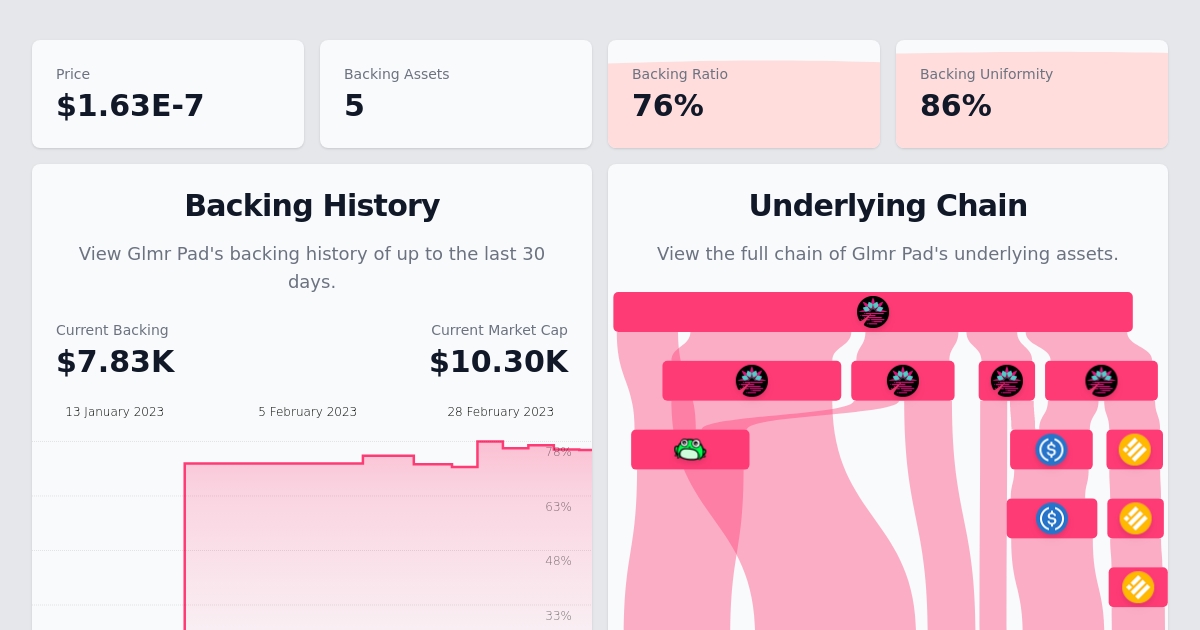 Price
$1.63E-7
Backing Assets
5
Backing Ratio
76%
Backing Uniformity
86%
Backing History
View Glmr Pad's backing history of up to the last 30
days.
Current Backing
$7.83K
Current Market Cap
$10.30K
13 January 2023
5 February 2023
28 February 2023
78%
63%
48%
33%
Underlying Chain
View the full chain of Glmr Pad's underlying assets.